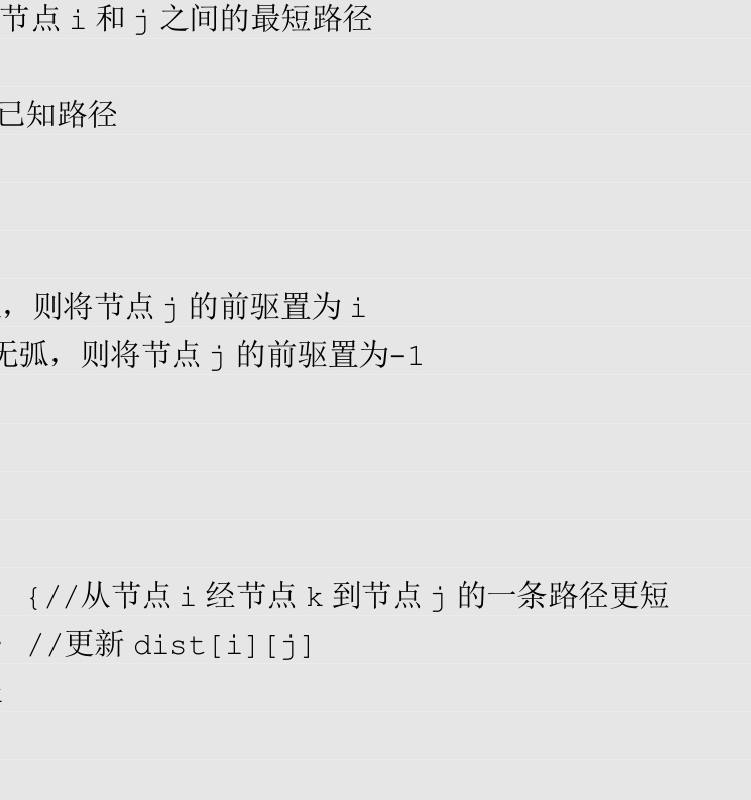 节点 i 和 j 之间的最短路径
已知路径
，则将节点 j 的前驱置为 i
无弧，则将节点 j 的前驱置为-1
{//从节点 i 经节点 k 到节点 j 的一条路径更短
//更新 dist[i][j]